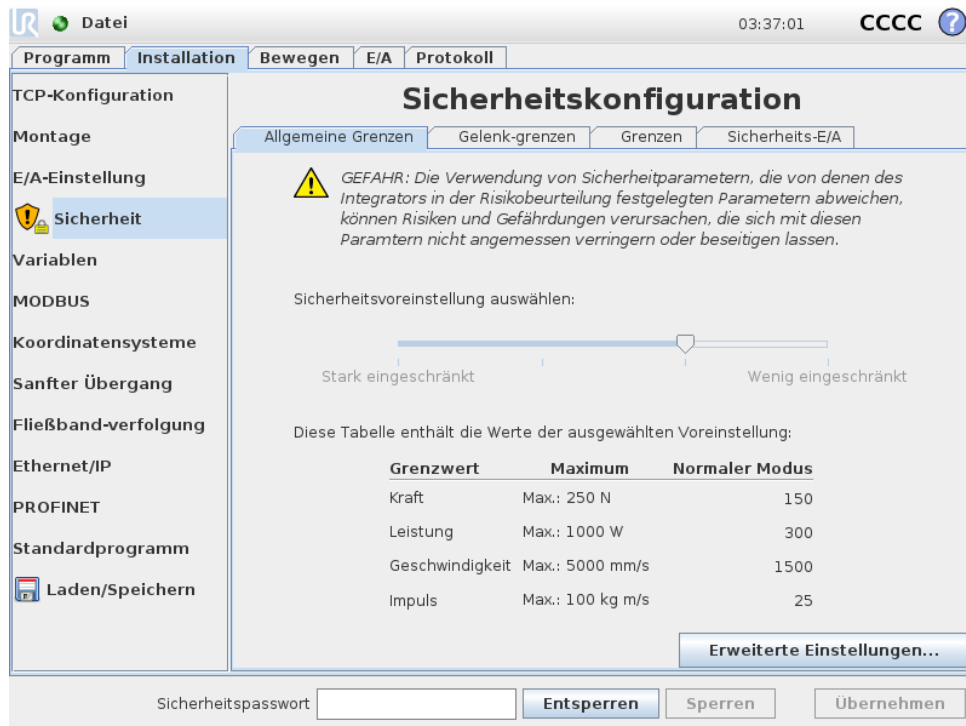 UR Datei 03:37:01 CCCC ?
Programm Installation Bewegen E/A Protokoll
TCP-Konfiguration
Montage
E/A-Einstellung
Sicherheit
Variablen
MODBUS
Koordinatensysteme
Sanfter Übergang
Fließband-verfolgung
Ethernet/IP
PROFINET
Standardprogramm
Laden/Speichern
Sicherheitskonfiguration
Allgemeine Grenzen Gelenk-grenzen Grenzen Sicherheits-E/A
GEFAHR: Die Verwendung von Sicherheitparametern, die von denen des
Integrators in der Risikobeurteilung festgelegten Parametern abweichen,
können Risiken und Gefährdungen verursachen, die sich mit diesen
Paramtern nicht angemessen verringern oder beseitigen lassen.
Sicherheitsvoreinstellung auswählen:
Stark eingeschränkt Wenig eingeschränkt
Diese Tabelle enthält die Werte der ausgewählten Voreinstellung:
Grenzwert Maximum Normaler Modus
Kraft Max.: 250 N 150
Leistung Max.: 1000 W 300
Geschwindigkeit Max.: 5000 mm/s 1500
Impuls Max.: 100 kg m/s 25
Erweiterte Einstellungen...
Sicherheitspasswort Entsperren Sperren Übernehmen